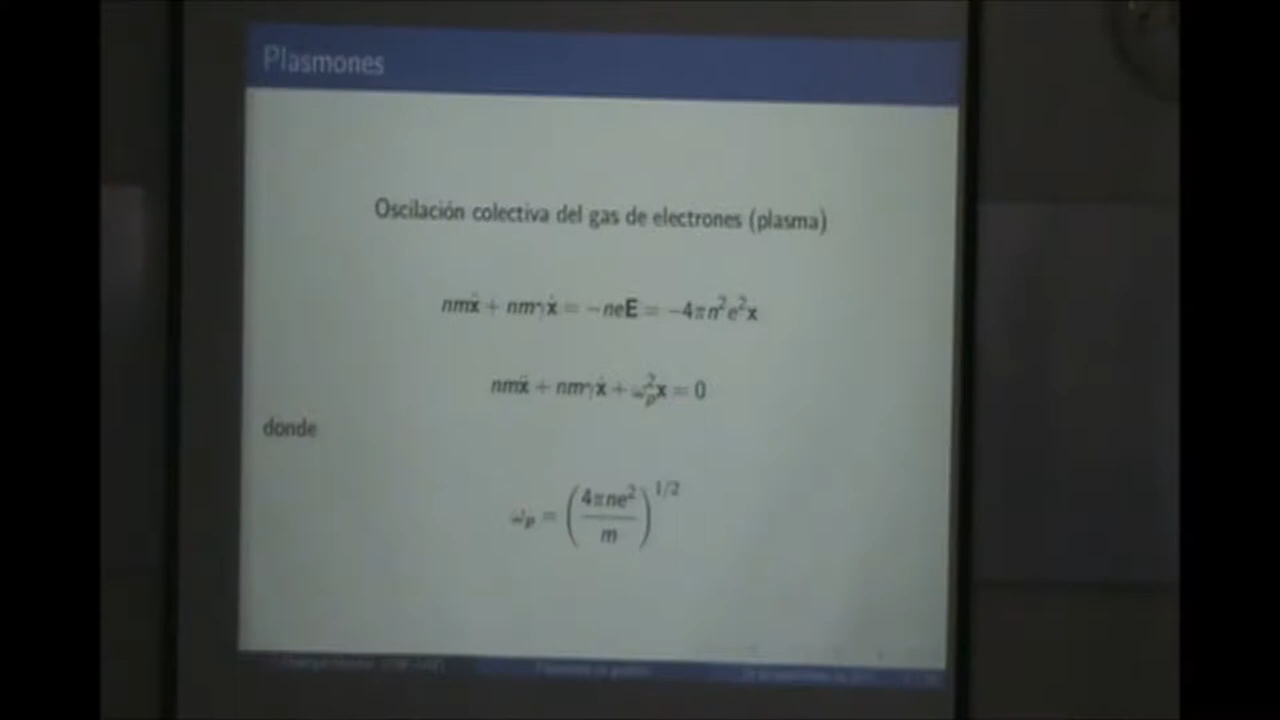 Plasmones
Oscilación colectiva del gas de electrones (plasma)
nmẍ + nmγẋ = −neE = −4πn²e²x
nmẍ + nmγẋ + ω²ₚx = 0
donde
ωₚ = (4πne²/m)^1/2